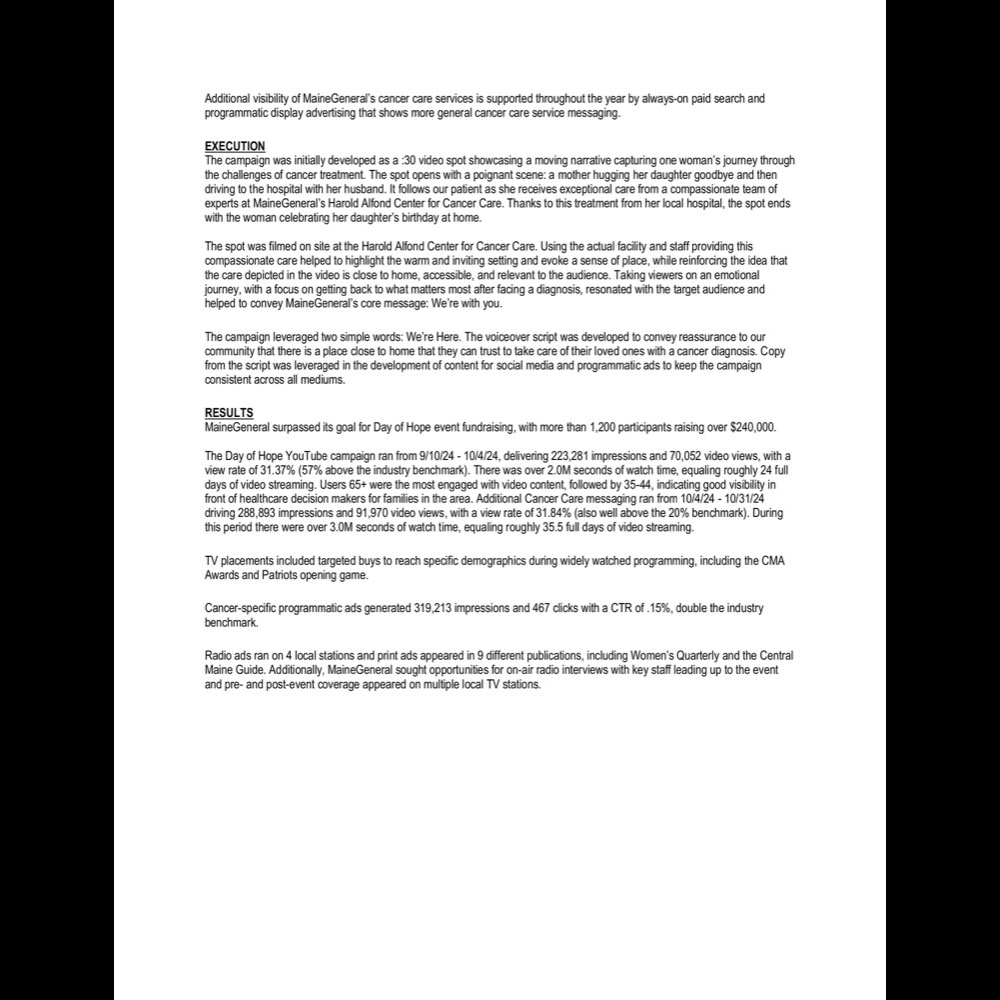 Additional visibility of MaineGeneral's cancer care services is supported throughout the year by always-on paid search and
programmatic display advertising that shows more general cancer care service messaging.
EXECUTION
The campaign was initially developed as a :30 video spot showcasing a moving narrative capturing one woman's journey through
the challenges of cancer treatment. The spot opens with a poignant scene: a mother hugging her daughter goodbye and then
driving to the hospital with her husband. It follows our patient as she receives exceptional care from a compassionate team of
experts at MaineGeneral's Harold Alfond Center for Cancer Care. Thanks to this treatment from her local hospital, the spot ends
with the woman celebrating her daughter's birthday at home.
The spot was filmed on site at the Harold Alfond Center for Cancer Care. Using the actual facility and staff providing this
compassionate care helped to highlight the warm and inviting setting and evoke a sense of place, while reinforcing the idea that
the care depicted in the video is close to home, accessible, and relevant to the audience. Taking viewers on an emotional
journey, with a focus on getting back to what matters most after facing a diagnosis, resonated with the target audience and
helped to convey MaineGeneral's core message: We're with you.
The campaign leveraged two simple words: We're Here. The voiceover script was developed to convey reassurance to our
community that there is a place close to home that they can trust to take care of their loved ones with a cancer diagnosis. Copy
from the script was leveraged in the development of content for social media and programmatic ads to keep the campaign
consistent across all mediums.
RESULTS
MaineGeneral surpassed its goal for Day of Hope event fundraising, with more than 1,200 participants raising over $240,000.
The Day of Hope YouTube campaign ran from 9/10/24 - 10/4/24, delivering 223,281 impressions and 70,052 video views, with a
view rate of 31.37% (57% above the industry benchmark). There was over 2.0M seconds of watch time, equaling roughly 24 full
days of video streaming. Users 65+ were the most engaged with video content, followed by 35-44, indicating good visibility in
front of healthcare decision makers for families in the area. Additional Cancer Care messaging ran from 10/4/24 - 10/31/24
driving 288,893 impressions and 91,970 video views, with a view rate of 31.84% (also well above the 20% benchmark). During
this period there were over 3.0M seconds of watch time, equaling roughly 35.5 full days of video streaming.
TV placements included targeted buys to reach specific demographics during widely watched programming, including the CMA
Awards and Patriots opening game.
Cancer-specific programmatic ads generated 319,213 impressions and 467 clicks with a CTR of .15%, double the industry
benchmark.
Radio ads ran on 4 local stations and print ads appeared in 9 different publications, including Women's Quarterly and the Central
Maine Guide. Additionally, MaineGeneral sought opportunities for on-air radio interviews with key staff leading up to the event
and pre- and post-event coverage appeared on multiple local TV stations.